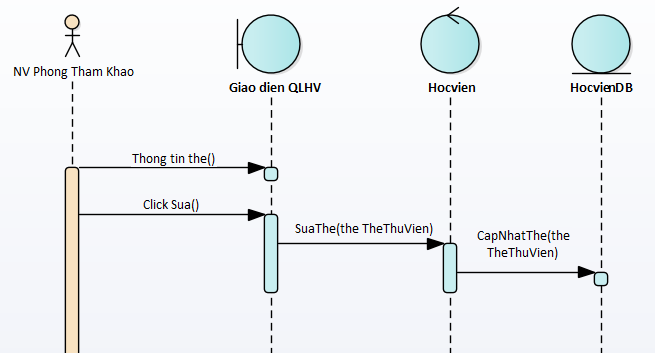 NV Phong Tham Khao
Giao dien QLHV
Hocvien
HocvienDB
Thong tin the()
Click Sua()
SuaThe(the TheThuVien)
CapNhatThe(the
TheThuVien)